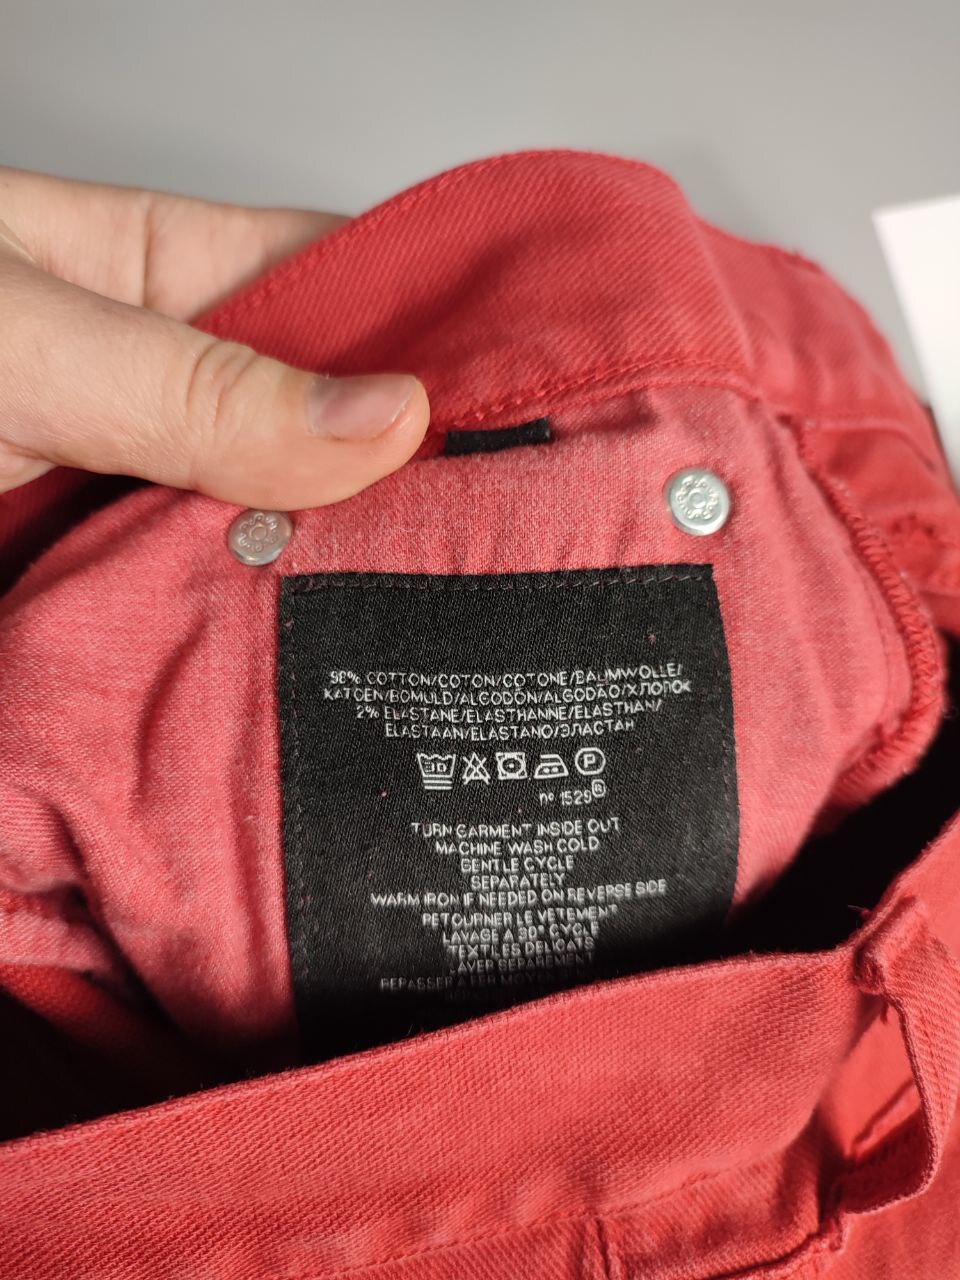 98% COTTON/COTON/COTONE/BAUMWOLLE/
KATOEN/BOMULD/ALGODÓN/ALGODÃO/ХЛОПОК
2% ELASTANE/ELASTHANNE/ELASTHAN/
ELASTAAN/ELASTANO/ЭЛАСТАН
30 P
n° 1529 R
TURN GARMENT INSIDE OUT
MACHINE WASH COLD
GENTLE CYCLE
SEPARATELY
WARM IRON IF NEEDED ON REVERSE SIDE
RETOURNER LE VETEMENT
LAVAGE A 30° CYCLE
TEXTILES DELICATS
LAVER SEPAREMENT
REPASSER A FER